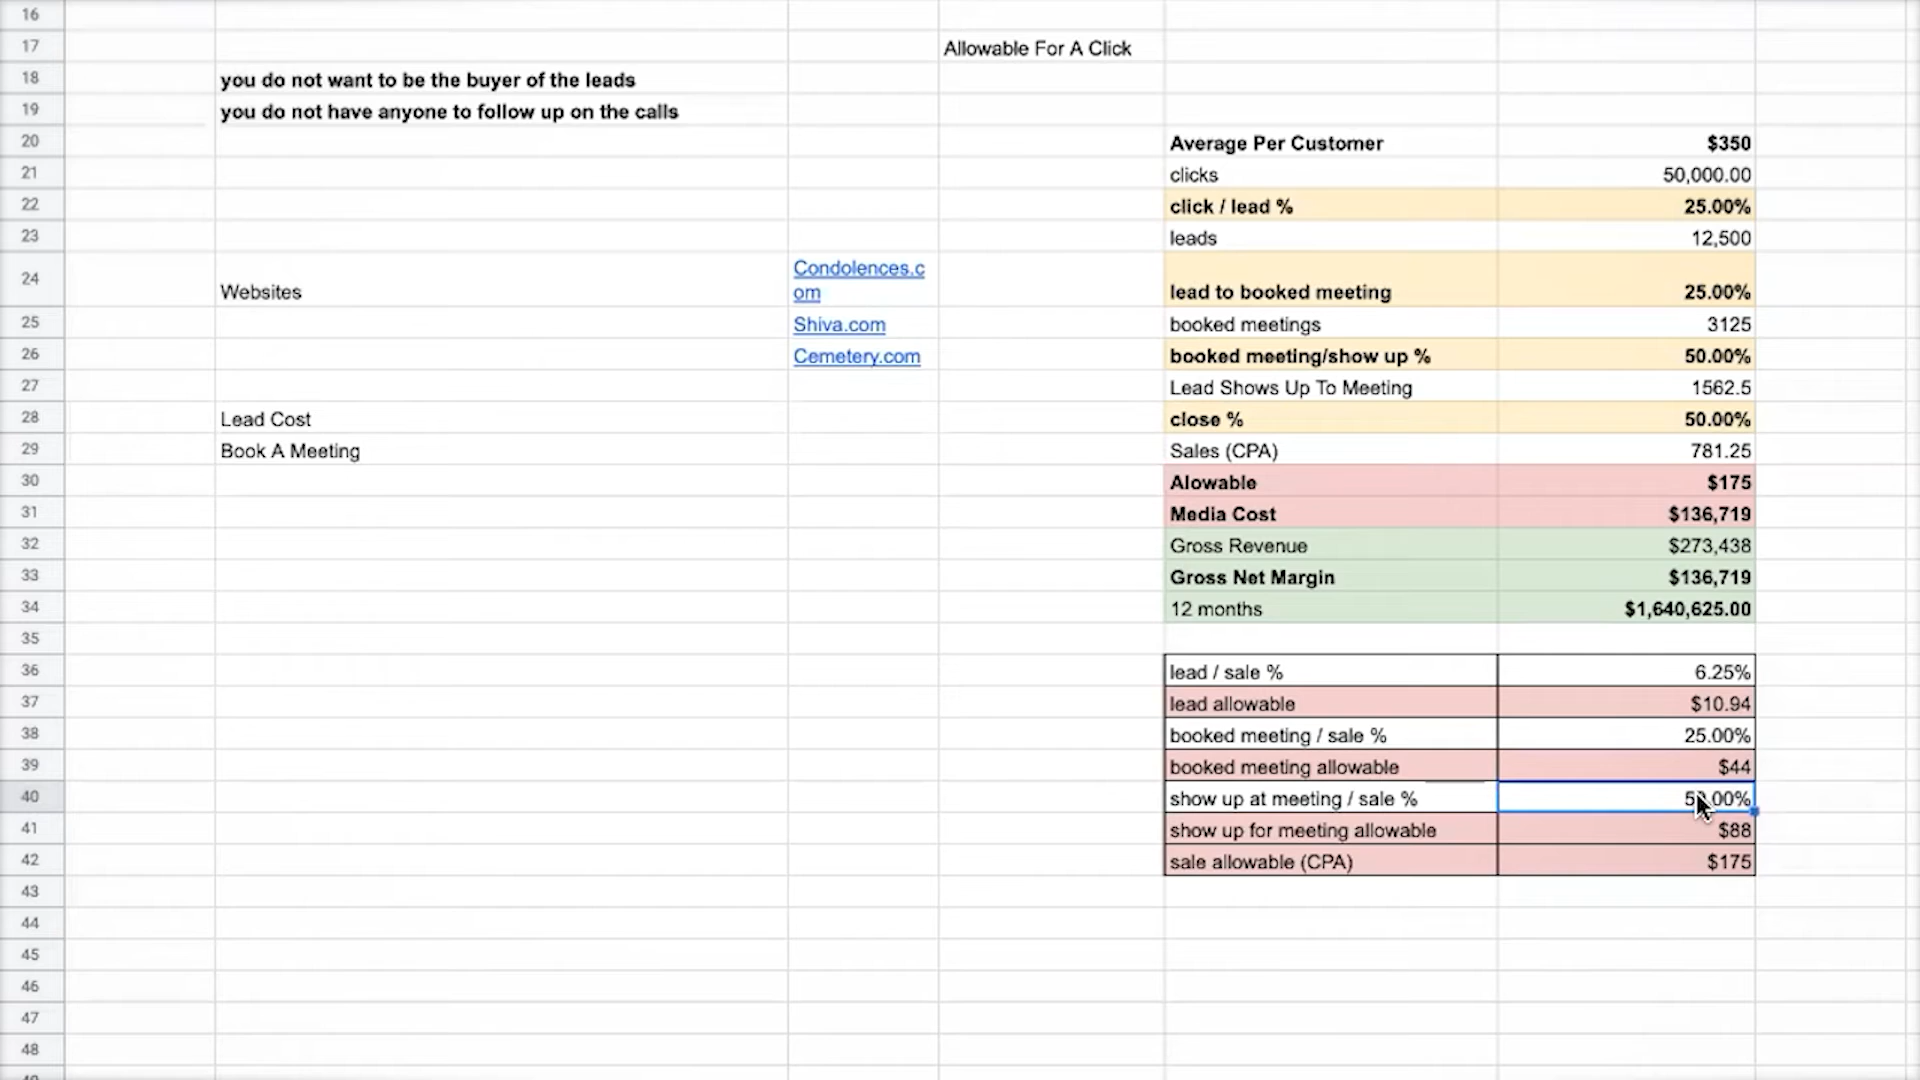 16
17 Allowable For A Click
18 you do not want to be the buyer of the leads
19 you do not have anyone to follow up on the calls
20 Average Per Customer $350
21 clicks 50,000.00
22 click / lead % 25.00%
23 leads 12,500
24 Websites Condolences.c
om lead to booked meeting 25.00%
25 Shiva.com booked meetings 3125
26 Cemetery.com booked meeting/show up % 50.00%
27 Lead Shows Up To Meeting 1562.5
28 Lead Cost close % 50.00%
29 Book A Meeting Sales (CPA) 781.25
30 Alowable $175
31 Media Cost $136,719
32 Gross Revenue $273,438
33 Gross Net Margin $136,719
34 12 months $1,640,625.00
35
36 lead / sale % 6.25%
37 lead allowable $10.94
38 booked meeting / sale % 25.00%
39 booked meeting allowable $44
40 show up at meeting / sale %
41 show up for meeting allowable $88
42 sale allowable (CPA) $175
43
44
45
46
47
48